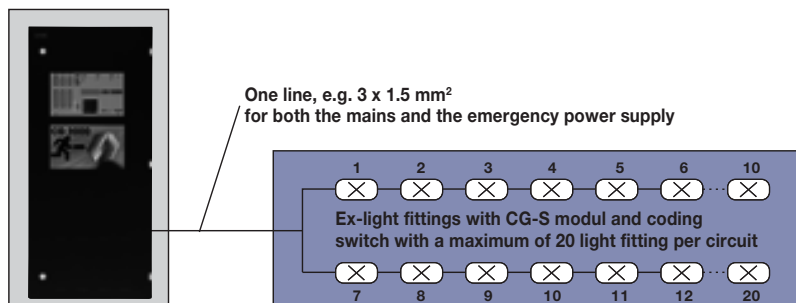 One line, e.g. 3 x 1.5 mm²
for both the mains and the emergency power supply
1 2 3 4 5 6 10
Ex-light fittings with CG-S modul and coding
switch with a maximum of 20 light fitting per circuit
7 8 9 10 11 12 20